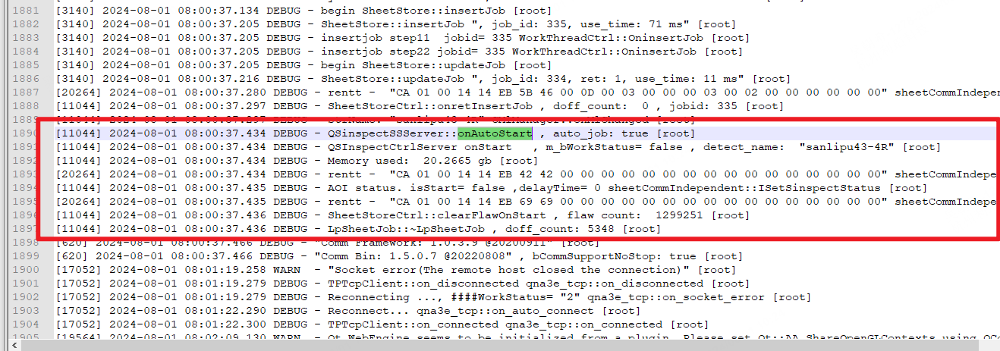 1881 [3140] 2024-08-01 08:00:37.134 DEBUG - begin SheetStore::insertJob [root]
1882 [3140] 2024-08-01 08:00:37.205 DEBUG - SheetStore::insertJob ", job_id: 335, use_time: 71 ms" [root]
1883 [3140] 2024-08-01 08:00:37.205 DEBUG - insertjob step11 jobid= 335 WorkThreadCtrl::OninsertJob [root]
1884 [3140] 2024-08-01 08:00:37.205 DEBUG - insertjob step22 jobid= 335 WorkThreadCtrl::OninsertJob [root]
1885 [3140] 2024-08-01 08:00:37.205 DEBUG - begin SheetStore::updateJob [root]
1886 [3140] 2024-08-01 08:00:37.216 DEBUG - SheetStore::updateJob ", job_id: 334, ret: 1, use_time: 11 ms" [root]
1887 [20264] 2024-08-01 08:00:37.280 DEBUG - rentt - "CA 01 00 14 14 EB 5B 46 00 0D 00 03 00 00 00 03 00 02 00 00 00 00 00 00" sheetCommIndepen
1888 [11044] 2024-08-01 08:00:37.297 DEBUG - SheetStoreCtrl::onretInsertJob , doff_count: 0 , jobid: 335 [root]
1889 [11044] 2024-08-01 08:00:37.297 DEBUG - "sanlipu43-4R" [root]
1890 [11044] 2024-08-01 08:00:37.434 DEBUG - QSinspectSSServer::onAutoStart , auto_job: true [root]
1891 [11044] 2024-08-01 08:00:37.434 DEBUG - QSInspectCtrlServer onStart , m_bWorkStatus= false , detect_name: "sanlipu43-4R" [root]
1892 [11044] 2024-08-01 08:00:37.434 DEBUG - Memory used: 20.2665 gb [root]
1893 [20264] 2024-08-01 08:00:37.434 DEBUG - rentt - "CA 01 00 14 14 EB 42 42 00 00 00 00 00 00 00 00 00 00 00 00 00 00 00 00" sheetCommIndepe
1894 [11044] 2024-08-01 08:00:37.435 DEBUG - AOI status. isStart= false ,delayTime= 0 sheetCommIndependent::ISetSinspectStatus [root]
1895 [20264] 2024-08-01 08:00:37.435 DEBUG - rentt - "CA 01 00 14 14 EB 69 69 00 00 00 00 00 00 00 00 00 00 00 00 00 00 00 00" sheetCommIndepe
1896 [11044] 2024-08-01 08:00:37.436 DEBUG - SheetStoreCtrl::clearFlawOnStart , flaw count: 1299251 [root]
1897 [11044] 2024-08-01 08:00:37.436 DEBUG - LpSheetJob::~LpSheetJob , doff_count: 5348 [root]
1898 [620] 2024-08-01 08:00:37.466 DEBUG - "Comm Framework: 1.0.3.9 @20200911" [root]
1899 [620] 2024-08-01 08:00:37.466 DEBUG - "Comm Bin: 1.5.0.7 @20220808" , bCommSupportNoStop: true [root]
1900 [17052] 2024-08-01 08:01:19.258 WARN - "Socket error(The remote host closed the connection)" [root]
1901 [17052] 2024-08-01 08:01:19.279 DEBUG - TPTcpClient::on_disconnected qna3e_tcp::on_disconnected [root]
1902 [17052] 2024-08-01 08:01:19.279 DEBUG - Reconnecting ..., ####WorkStatus= "2" qna3e_tcp::on_socket_error [root]
1903 [17052] 2024-08-01 08:01:22.290 DEBUG - Reconnect... qna3e_tcp::on_auto_connect [root]
1904 [17052] 2024-08-01 08:01:22.300 DEBUG - TPTcpClient::on_connected qna3e_tcp::on_connected [root]
1905 [19564] 2024-08-01 08:02:09.130 WARN - Qt WebEngine seems to be initialized from a plugin. Please set Qt::AA_ShareOpenGLContexts using QCo